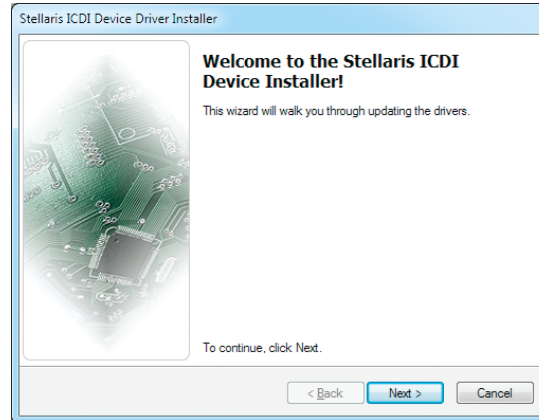 Stellaris ICDI Device Driver Installer
Welcome to the Stellaris ICDI
Device Installer!
This wizard will walk you through updating the drivers.
To continue, click Next.
< Back Next > Cancel